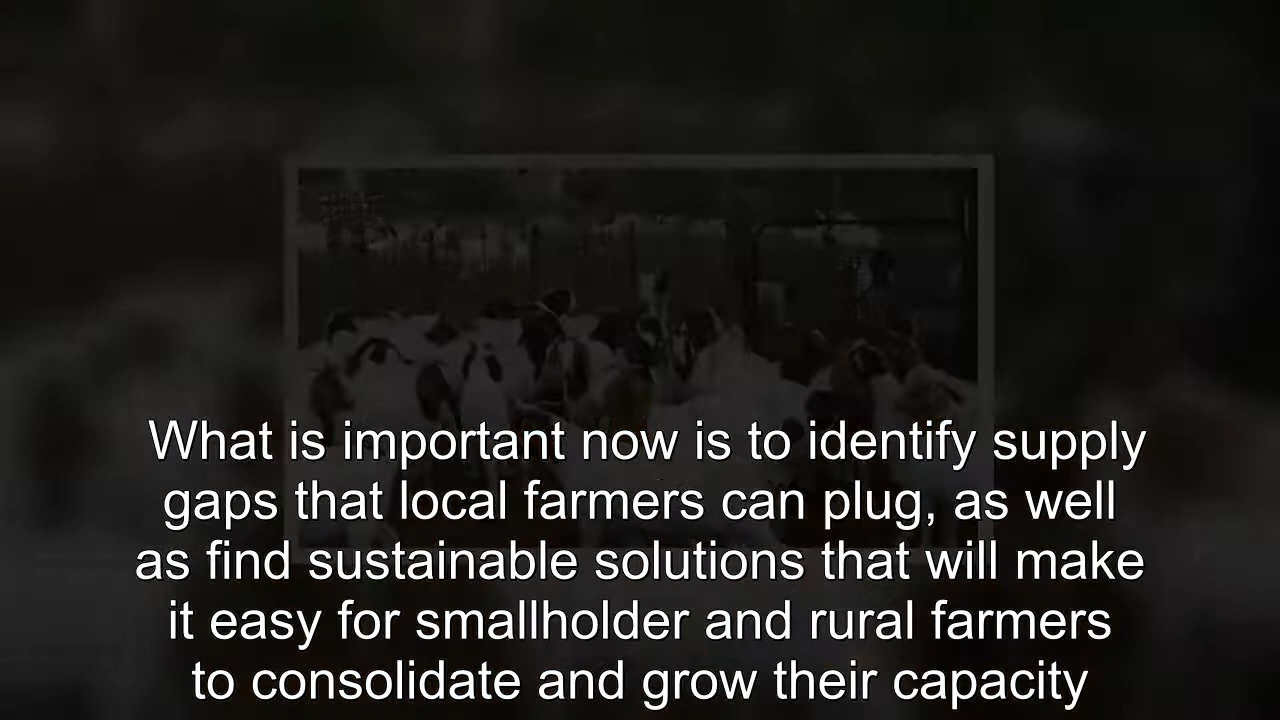 What is important now is to identify supply
gaps that local farmers can plug, as well
as find sustainable solutions that will make
it easy for smallholder and rural farmers
to consolidate and grow their capacity